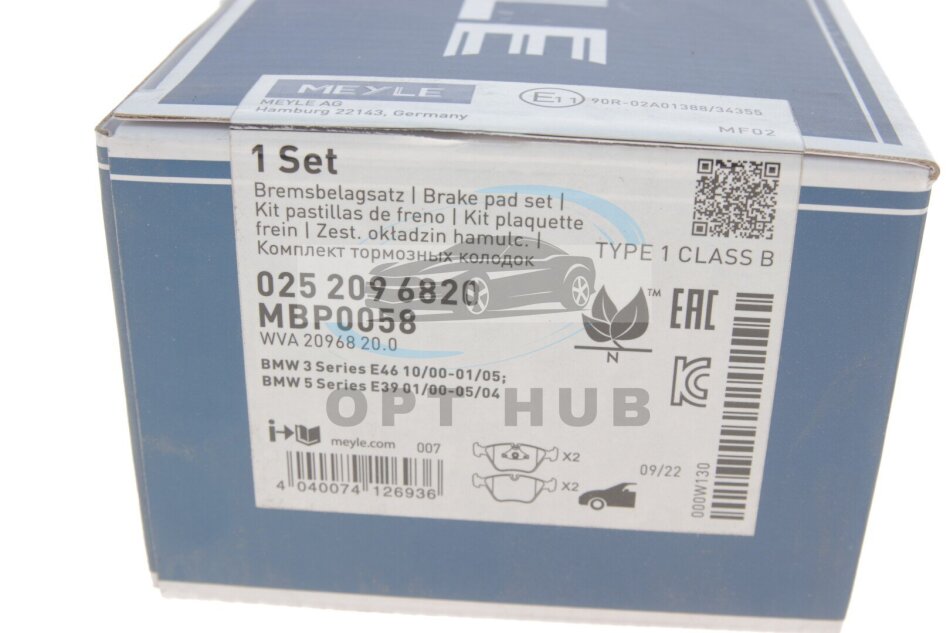 LE
MEYLE
MEYLE AG
Hamburg 22143, Germany
E11 90R-02A01388/34355
MF02
1 Set
Bremsbelagsatz | Brake pad set |
Kit pastillas de freno | Kit plaquette
frein | Zest. okładzin hamulc. |
Комплект тормозных колодок
TYPE 1 CLASS B
025 209 6820
MBP0058
WVA 20968 20.0
TM
N
EAC
BMW 3 Series E46 10/00-01/05;
BMW 5 Series E39 01/00-05/04
OPT HUB
meyle.com 007
X2
X2
09/22
000W130
4 040074 126936